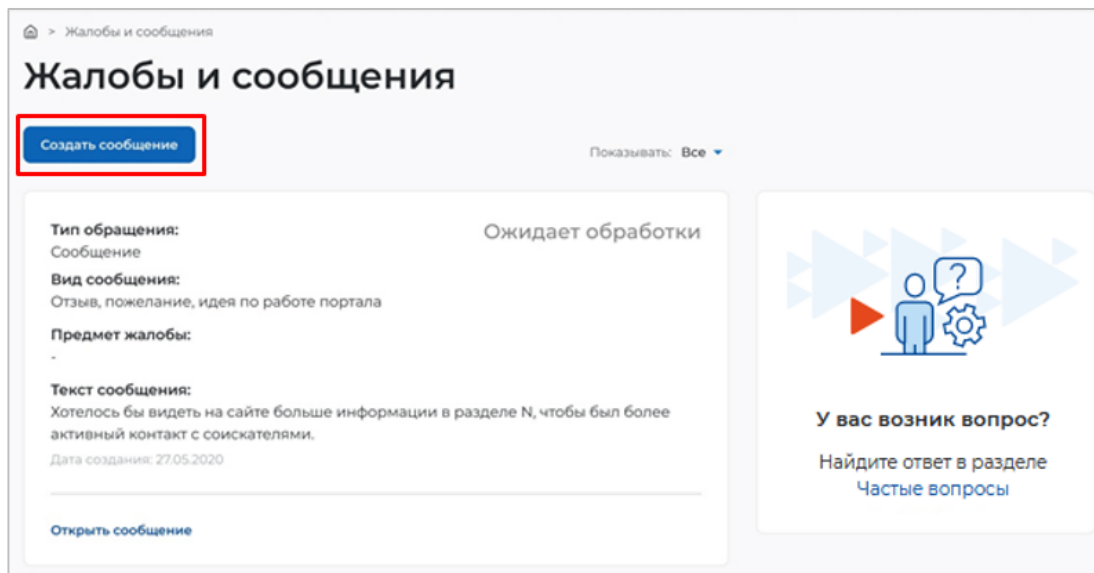 > Жалобы и сообщения
Жалобы и сообщения
Создать сообщение
Показывать: Все
Тип обращения:
Сообщение
Ожидает обработки
Вид сообщения:
Отзыв, пожелание, идея по работе портала
Предмет жалобы:
-
Текст сообщения:
Хотелось бы видеть на сайте больше информации в разделе N, чтобы был более
активный контакт с соискателями.
Дата создания: 27.05.2020
Открыть сообщение
?
У вас возник вопрос?
Найдите ответ в разделе
Частые вопросы